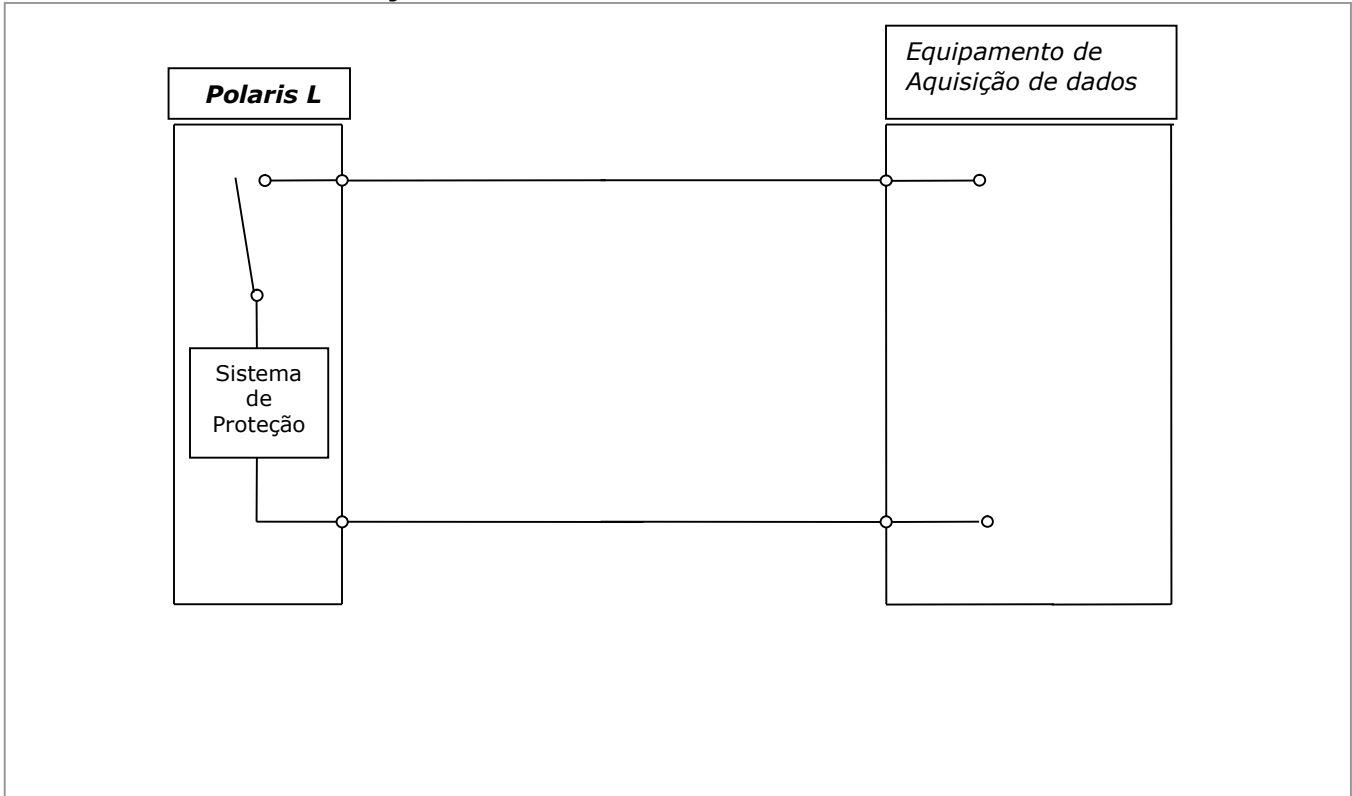 Polaris L
Equipamento de
Aquisição de dados
Sistema
de
Proteção